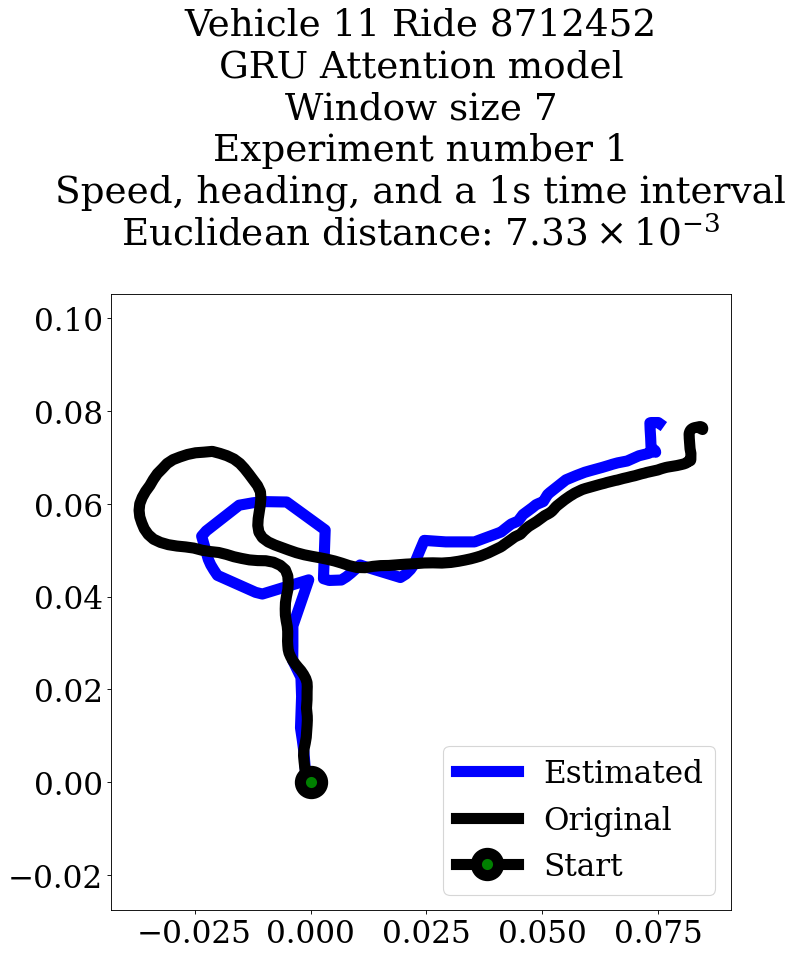 Vehicle 11 Ride 8712452
GRU Attention model
Window size 7
Experiment number 1
Speed, heading, and a 1s time interval
Euclidean distance: 7.33 × 10⁻³
0.10
0.08
0.06
0.04
0.02
0.00
−0.02
Estimated
Original
Start
−0.025 0.000 0.025 0.050 0.075